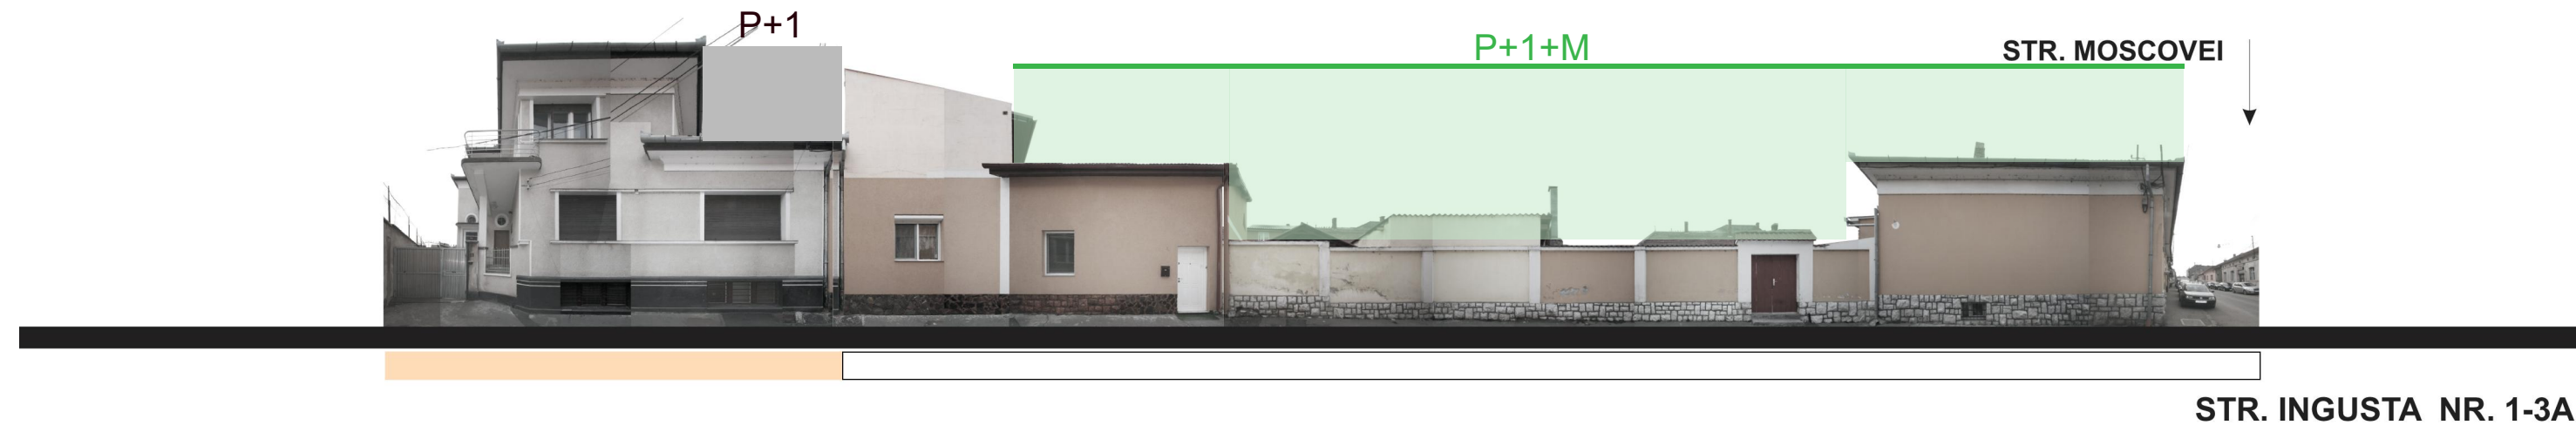 P+1
P+1+M
STR. MOSCOVEI
STR. INGUSTA NR. 1-3A